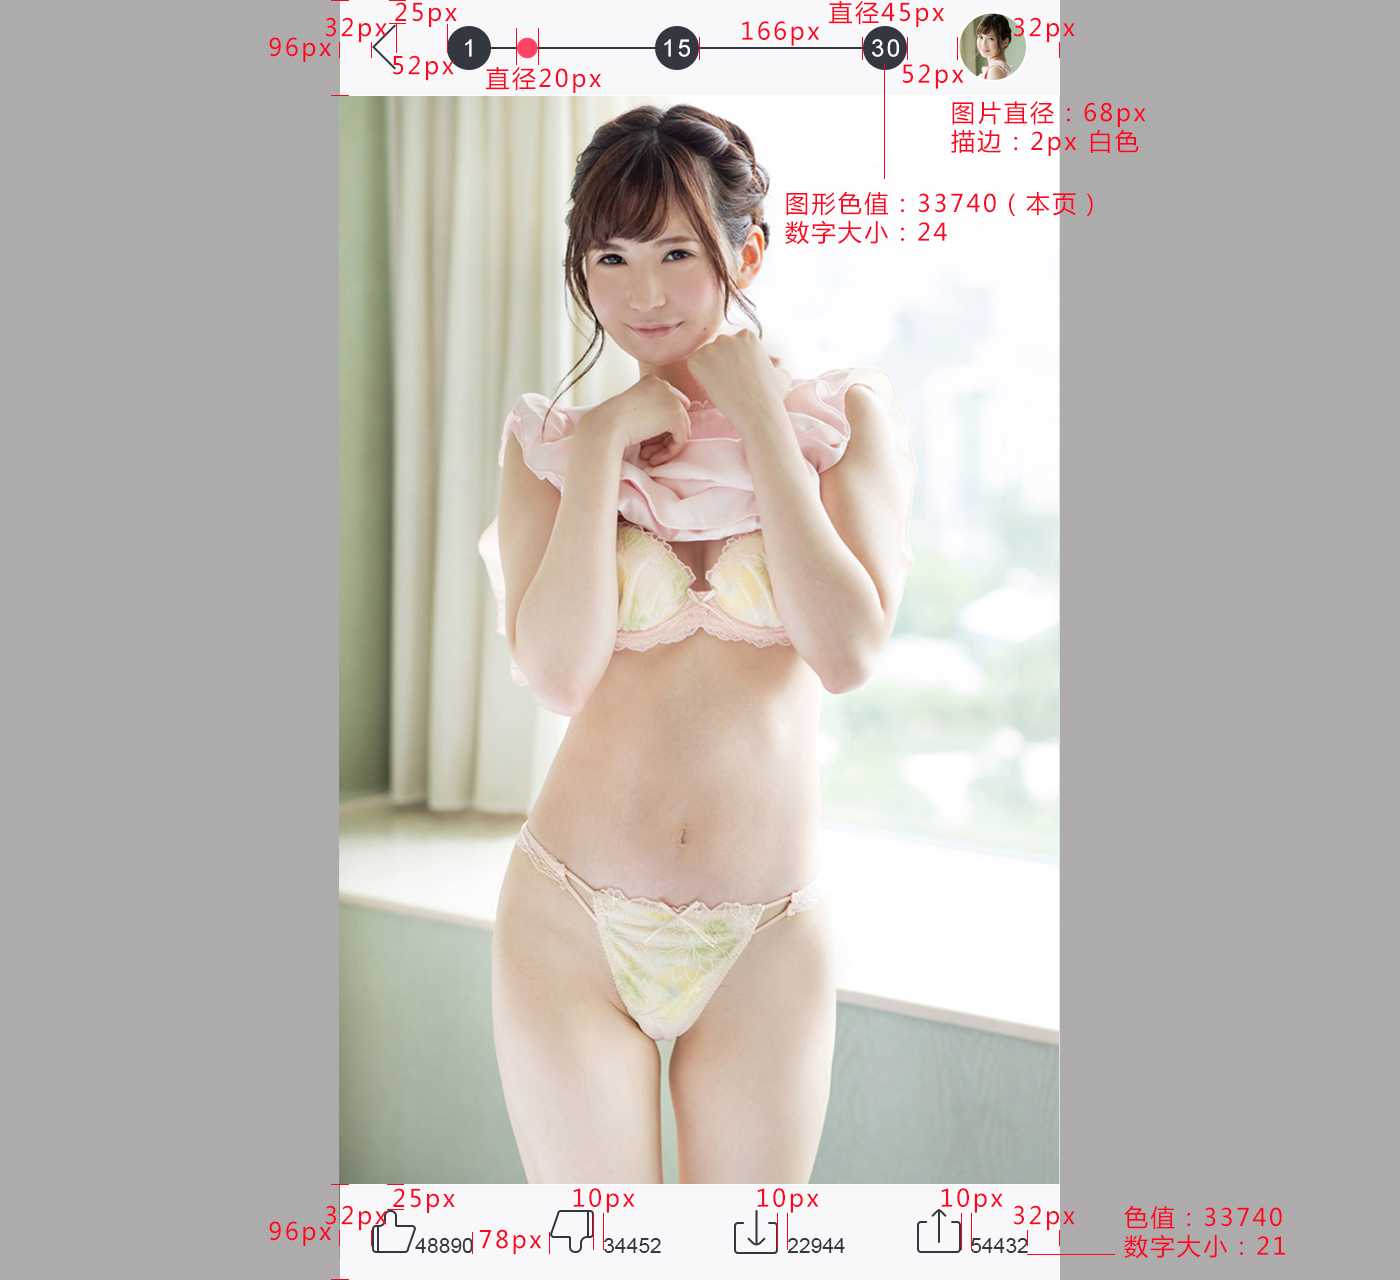 25px
直径45px
32px
32px
96px
1
15
166px
30
52px
直径20px
52px
图片直径：68px
描边：2px 白色
图形色值：33740（本页）
数字大小：24
25px
10px
10px
10px
32px
32px
色值：33740
96px
48890
78px
34452
22944
54432
数字大小：21